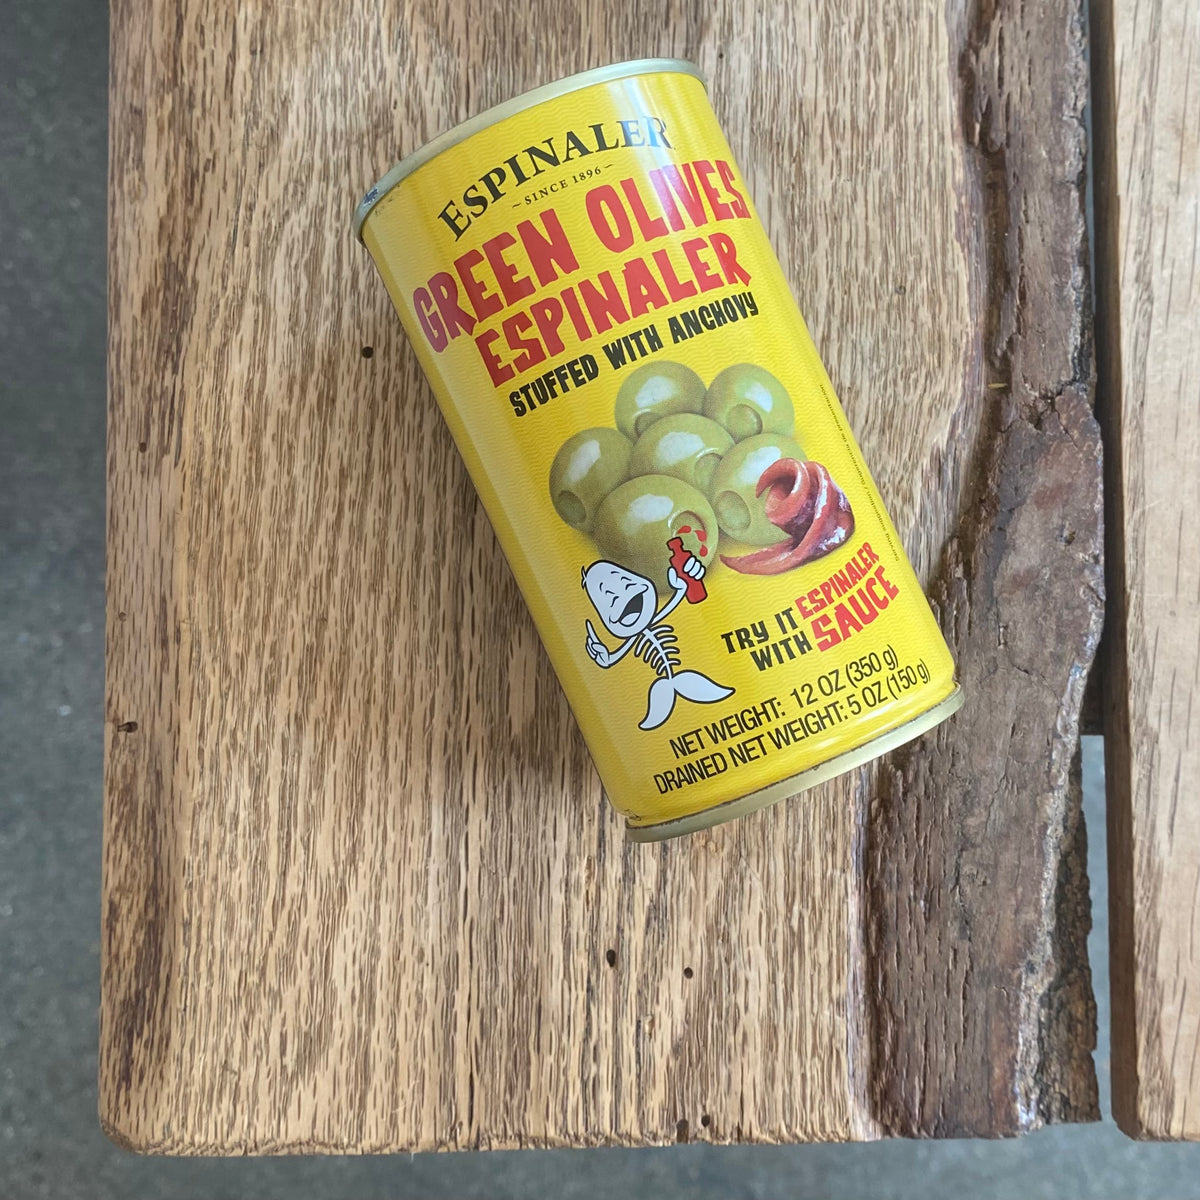 ESPINALER
~ SINCE 1896 ~
GREEN OLIVES
ESPINALER
STUFFED WITH ANCHOVY
TRY IT
WITH
ESPINALER
SAUCE
NET WEIGHT: 12 OZ (350 g)
DRAINED NET WEIGHT: 5 OZ (150 g)